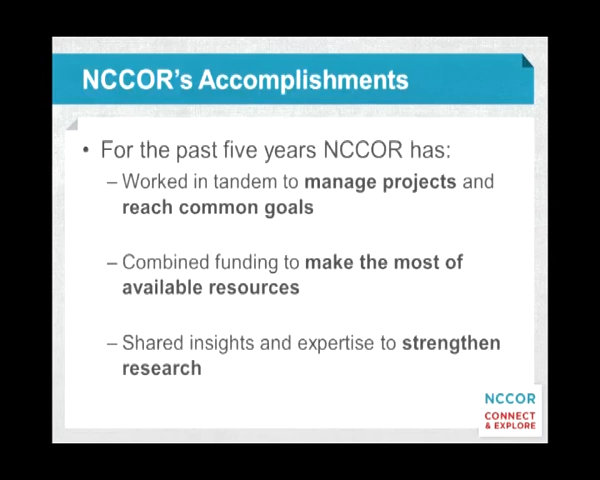 NCCOR's Accomplishments
• For the past five years NCCOR has:
– Worked in tandem to manage projects and
reach common goals
– Combined funding to make the most of
available resources
– Shared insights and expertise to strengthen
research
NCCOR
CONNECT
& EXPLORE